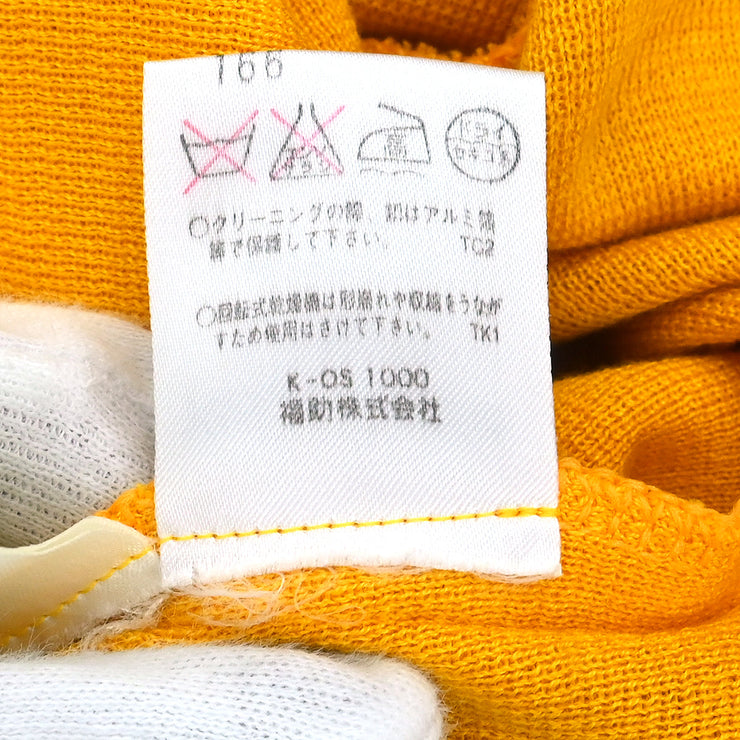 166
高
ドライ
セキユ系
○クリーニングの際、釦はアルミ箔
等で保護して下さい。 TC2
○回転式乾燥機は形崩れや収縮をうなが
すため使用はさけて下さい。 TK1
K-OS 1000
福助株式会社